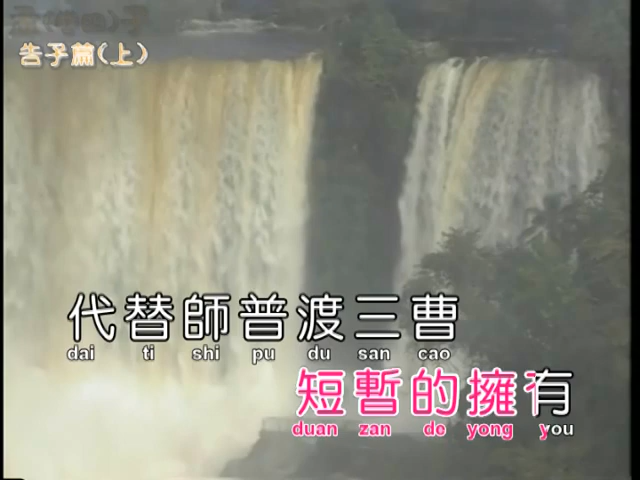 告子篇(上)
代替師普渡三曹
dai ti shi pu du san cao
短暫的擁有
duan zan de yong you